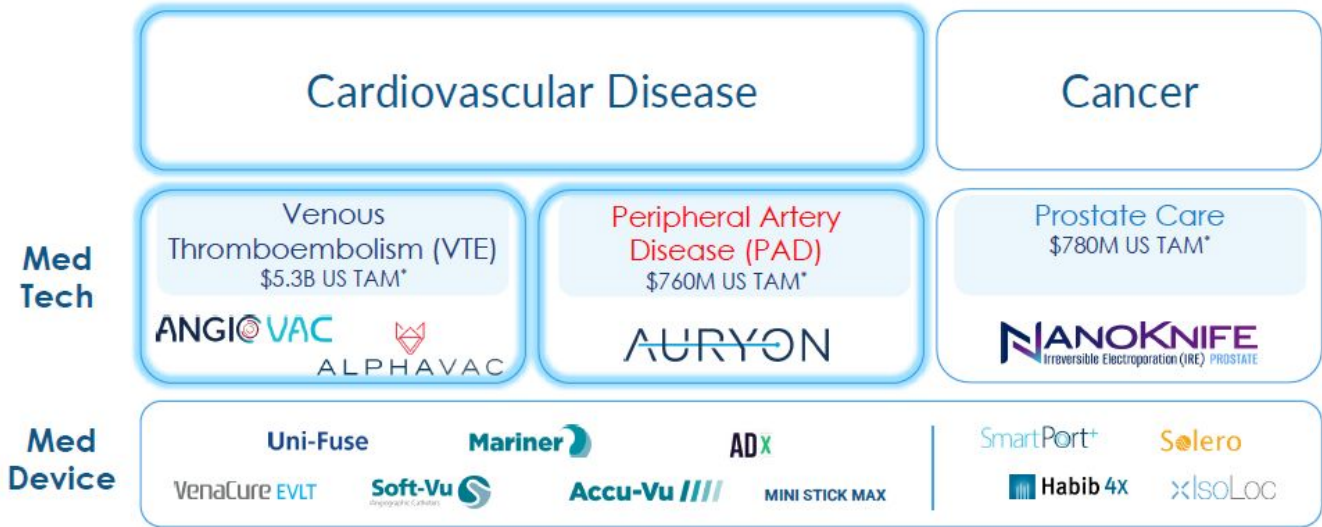 Cardiovascular Disease
Cancer
Med
Tech
Venous
Thromboembolism (VTE)
$5.3B US TAM*
ANGIOVAC
ALPHAVAC
Peripheral Artery
Disease (PAD)
$760M US TAM*
AURYON
Prostate Care
$780M US TAM*
NANOKNIFE
Irreversible Electroporation (IRE) PROSTATE
Med
Device
Uni-Fuse
Mariner
ADX
VenaCure EVLT
Soft-Vu
Angiographic Catheters
Accu-Vu
MINI STICK MAX
SmartPort+
Solero
Habib 4X
IsoLoc